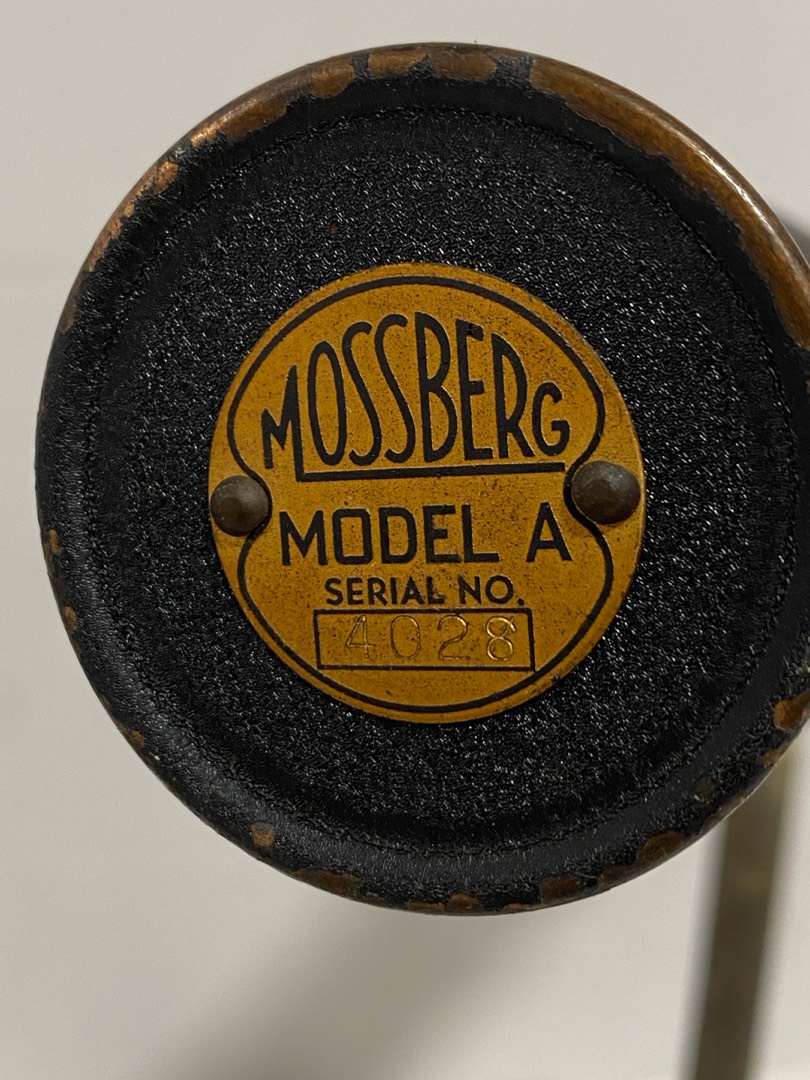 MOSSBERG
MODEL A
SERIAL NO.
4028